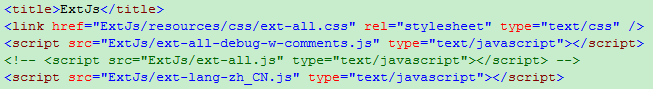 <title>ExtJs</title>
<link href="ExtJs/resources/css/ext-all.css" rel="stylesheet" type="text/css" />
<script src="ExtJs/ext-all-debug-w-comments.js" type="text/javascript"></script>
<!-- <script src="ExtJs/ext-all.js" type="text/javascript"></script> -->
<script src="ExtJs/ext-lang-zh_CN.js" type="text/javascript"></script>